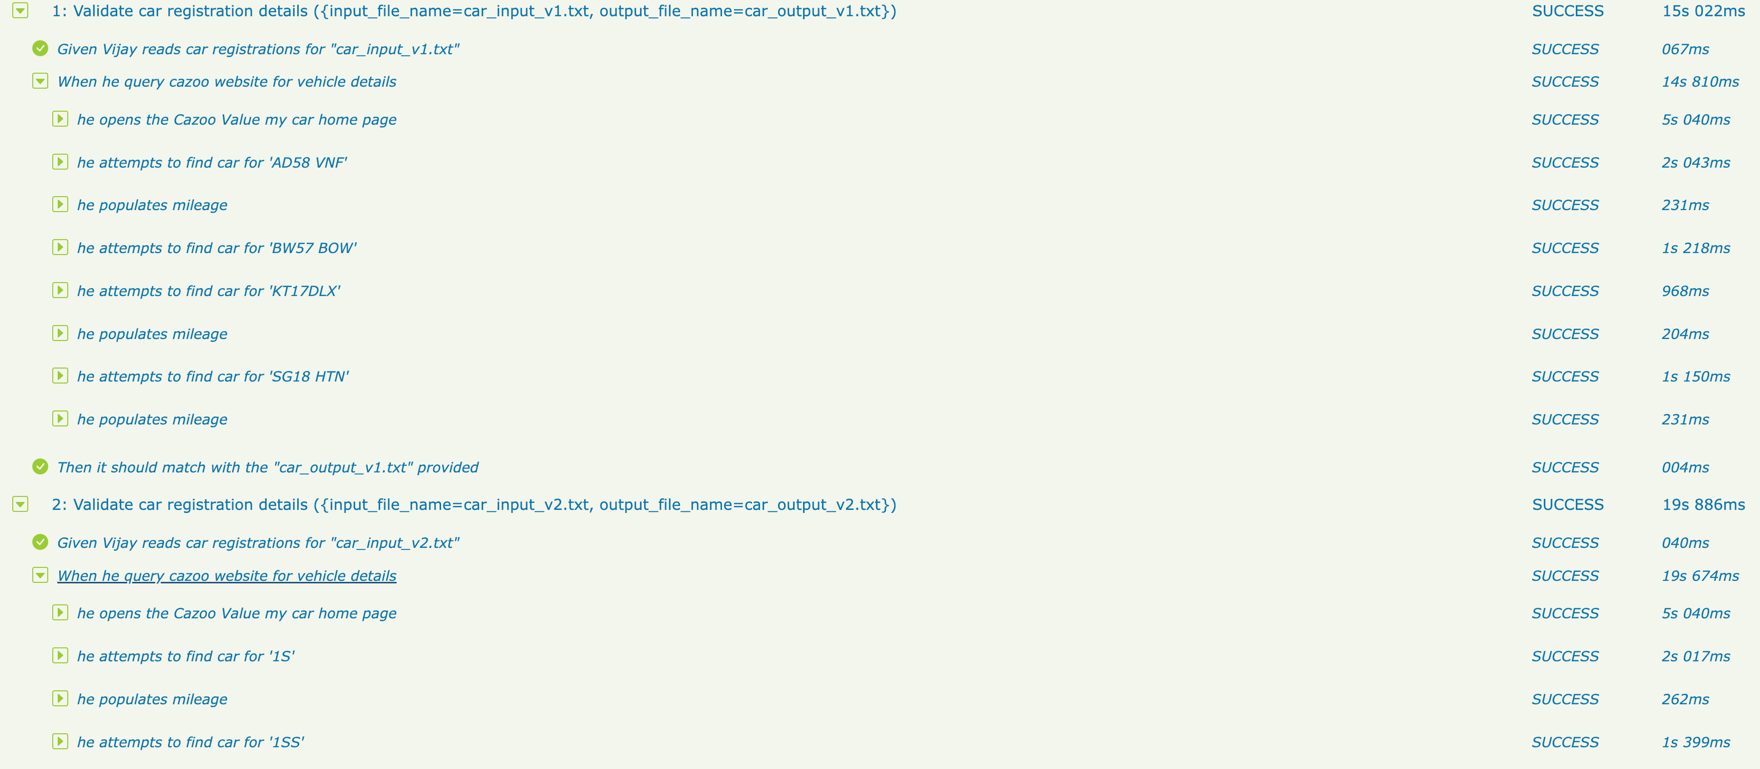 1: Validate car registration details ({input_file_name=car_input_v1.txt, output_file_name=car_output_v1.txt}) SUCCESS 15s 022ms
Given Vijay reads car registrations for "car_input_v1.txt" SUCCESS 067ms
When he query cazoo website for vehicle details SUCCESS 14s 810ms
he opens the Cazoo Value my car home page SUCCESS 5s 040ms
he attempts to find car for 'AD58 VNF' SUCCESS 2s 043ms
he populates mileage SUCCESS 231ms
he attempts to find car for 'BW57 BOW' SUCCESS 1s 218ms
he attempts to find car for 'KT17DLX' SUCCESS 968ms
he populates mileage SUCCESS 204ms
he attempts to find car for 'SG18 HTN' SUCCESS 1s 150ms
he populates mileage SUCCESS 231ms
Then it should match with the "car_output_v1.txt" provided SUCCESS 004ms
2: Validate car registration details ({input_file_name=car_input_v2.txt, output_file_name=car_output_v2.txt}) SUCCESS 19s 886ms
Given Vijay reads car registrations for "car_input_v2.txt" SUCCESS 040ms
When he query cazoo website for vehicle details SUCCESS 19s 674ms
he opens the Cazoo Value my car home page SUCCESS 5s 040ms
he attempts to find car for '1S' SUCCESS 2s 017ms
he populates mileage SUCCESS 262ms
he attempts to find car for '1SS' SUCCESS 1s 399ms